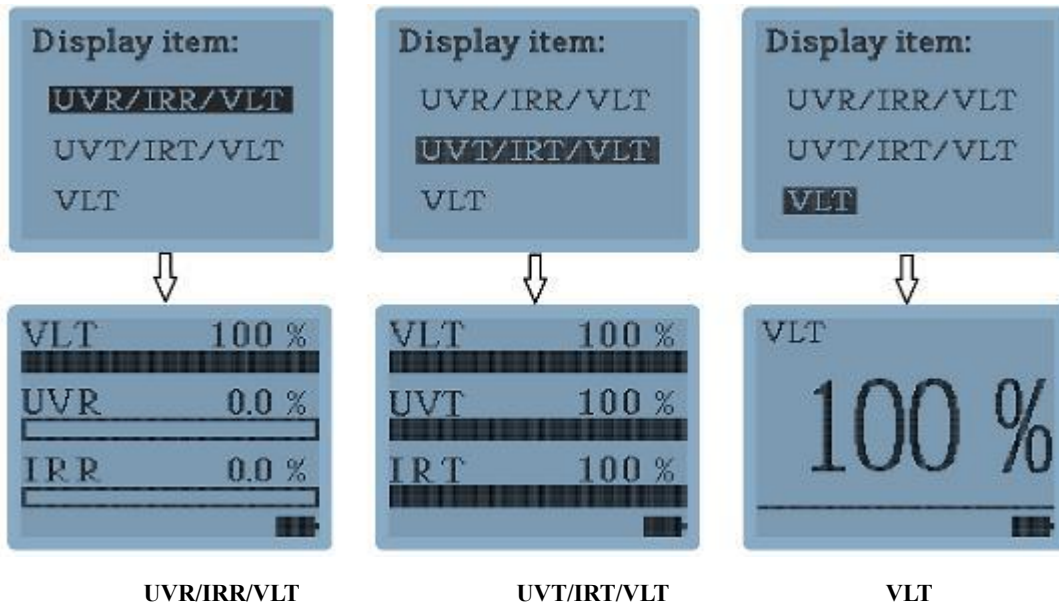 Display item:
UVR/IRR/VLT
UVT/IRT/VLT
VLT
Display item:
UVR/IRR/VLT
UVT/IRT/VLT
VLT
Display item:
UVR/IRR/VLT
UVT/IRT/VLT
VLT
VLT 100 %
UVR 0.0 %
IRR 0.0 %
VLT 100 %
UVT 100 %
IRT 100 %
VLT
100 %
UVR/IRR/VLT
UVT/IRT/VLT
VLT